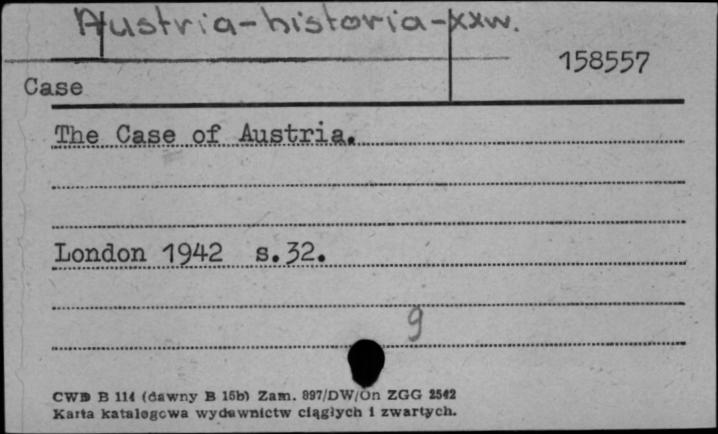 Austria-historia-xxw.
158557
Case
The Case of Austria.
London 1942 s.32.
9
CWD B 114 (dawny B 15b) Zam. 897/DW/On ZGG 2542
Karta katalogowa wydawnictw ciągłych i zwartych.